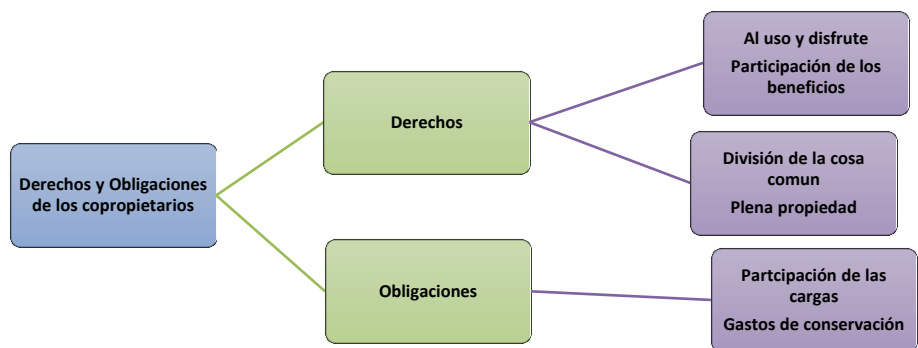 Derechos y Obligaciones
de los copropietarios
Derechos
Al uso y disfrute
Participación de los
beneficios
División de la cosa
comun
Plena propiedad
Obligaciones
Partcipación de las
cargas
Gastos de conservación